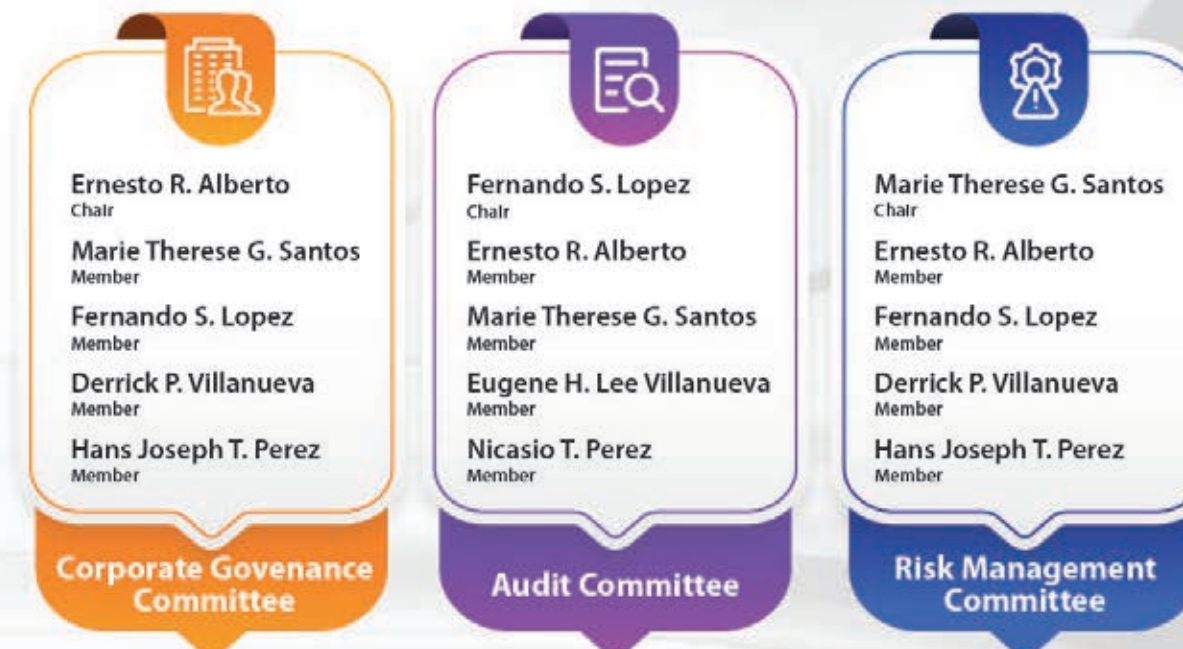 Ernesto R. Alberto
Chair
Marie Therese G. Santos
Member
Fernando S. Lopez
Member
Derrick P. Villanueva
Member
Hans Joseph T. Perez
Member
Corporate Govenance
Committee
Fernando S. Lopez
Chair
Ernesto R. Alberto
Member
Marie Therese G. Santos
Member
Eugene H. Lee Villanueva
Member
Nicasio T. Perez
Member
Audit Committee
Marie Therese G. Santos
Chair
Ernesto R. Alberto
Member
Fernando S. Lopez
Member
Derrick P. Villanueva
Member
Hans Joseph T. Perez
Member
Risk Management
Committee